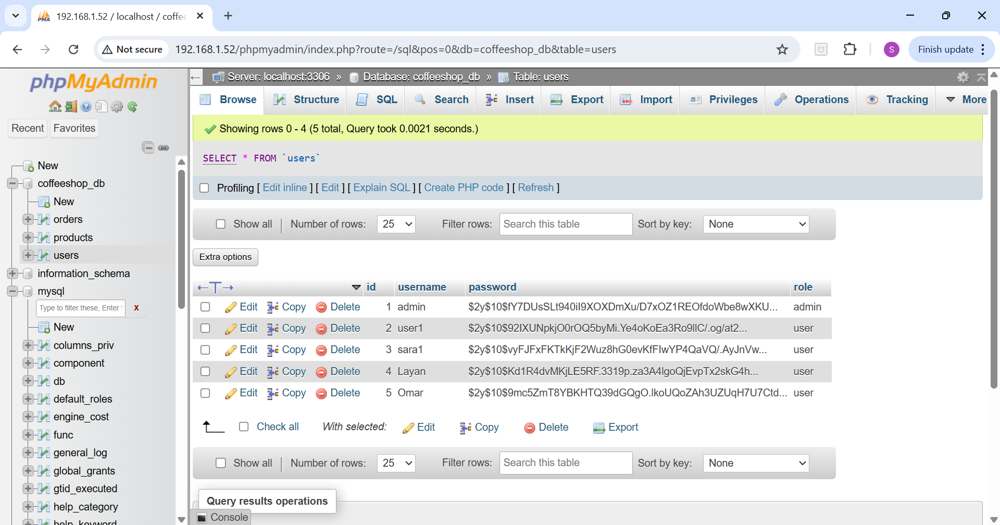 192.168.1.52 / localhost / coffee
Not secure
192.168.1.52/phpmyadmin/index.php?route=/sql&pos=0&db=coffeeshop_db&table=users
S
Finish update
phpMyAdmin
Recent
Favorites
New
coffeeshop_db
New
orders
products
users
information_schema
mysql
Type to filter these, Enter
X
New
columns_priv
component
db
default_roles
engine_cost
func
general_log
global_grants
gtid_executed
help_category
help_keyword
Server: localhost:3306 » Database: coffeeshop_db » Table: users
Browse Structure SQL Search Insert Export Import Privileges Operations Tracking More
Showing rows 0 - 4 (5 total, Query took 0.0021 seconds.)
SELECT * FROM `users`
Profiling [ Edit inline ] [ Edit ] [ Explain SQL ] [ Create PHP code ] [ Refresh ]
Show all Number of rows: 25 Filter rows: Search this table Sort by key: None
Extra options
id username password role
Edit Copy Delete 1 admin $2y$10$fY7DUsSLt940iI9XOXDmXu/D7xOZ1REOfdoWbe8wXKU... admin
Edit Copy Delete 2 user1 $2y$10$92IXUNpkjO0rOQ5byMi.Ye4oKoEa3Ro9llC/.og/at2... user
Edit Copy Delete 3 sara1 $2y$10$vyFJFxFKTkKjF2Wuz8hG0evKfFIwYP4QaVQ/.AyJnVw... user
Edit Copy Delete 4 Layan $2y$10$Kd1R4dvMKjLE5RF.3319p.za3A4lgoQjEvpTx2skG4h... user
Edit Copy Delete 5 Omar $2y$10$9mc5ZmT8YBKHTQ39dGQgO.lkoUQoZAh3UZUqH7U7Ctd... user
Check all With selected: Edit Copy Delete Export
Show all Number of rows: 25 Filter rows: Search this table Sort by key: None
Query results operations
Console